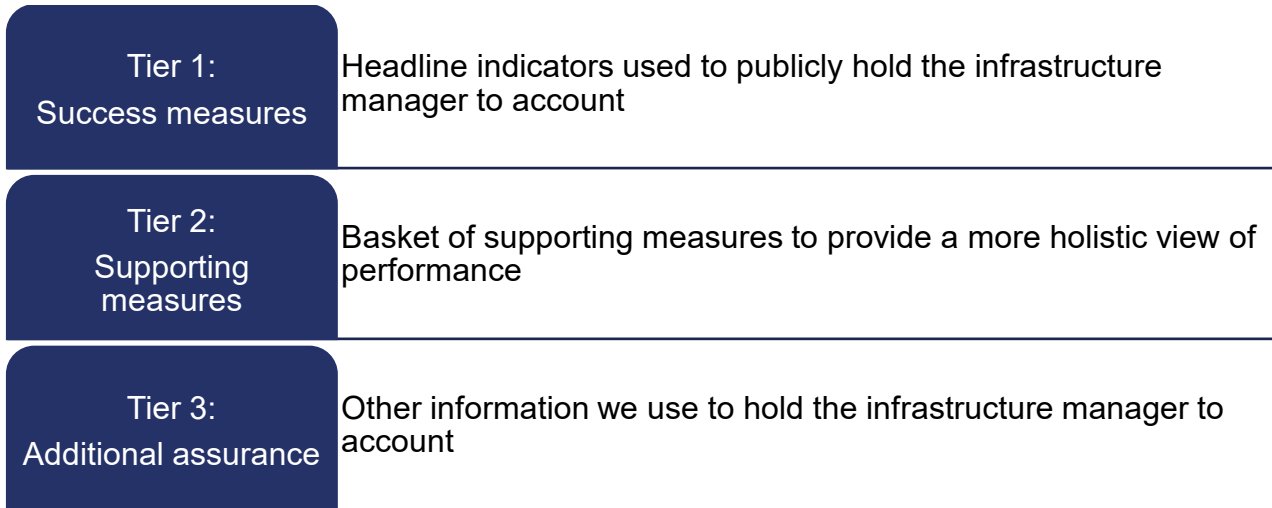 Tier 1:
Success measures
Headline indicators used to publicly hold the infrastructure
manager to account
Tier 2:
Supporting
measures
Basket of supporting measures to provide a more holistic view of
performance
Tier 3:
Additional assurance
Other information we use to hold the infrastructure manager to
account